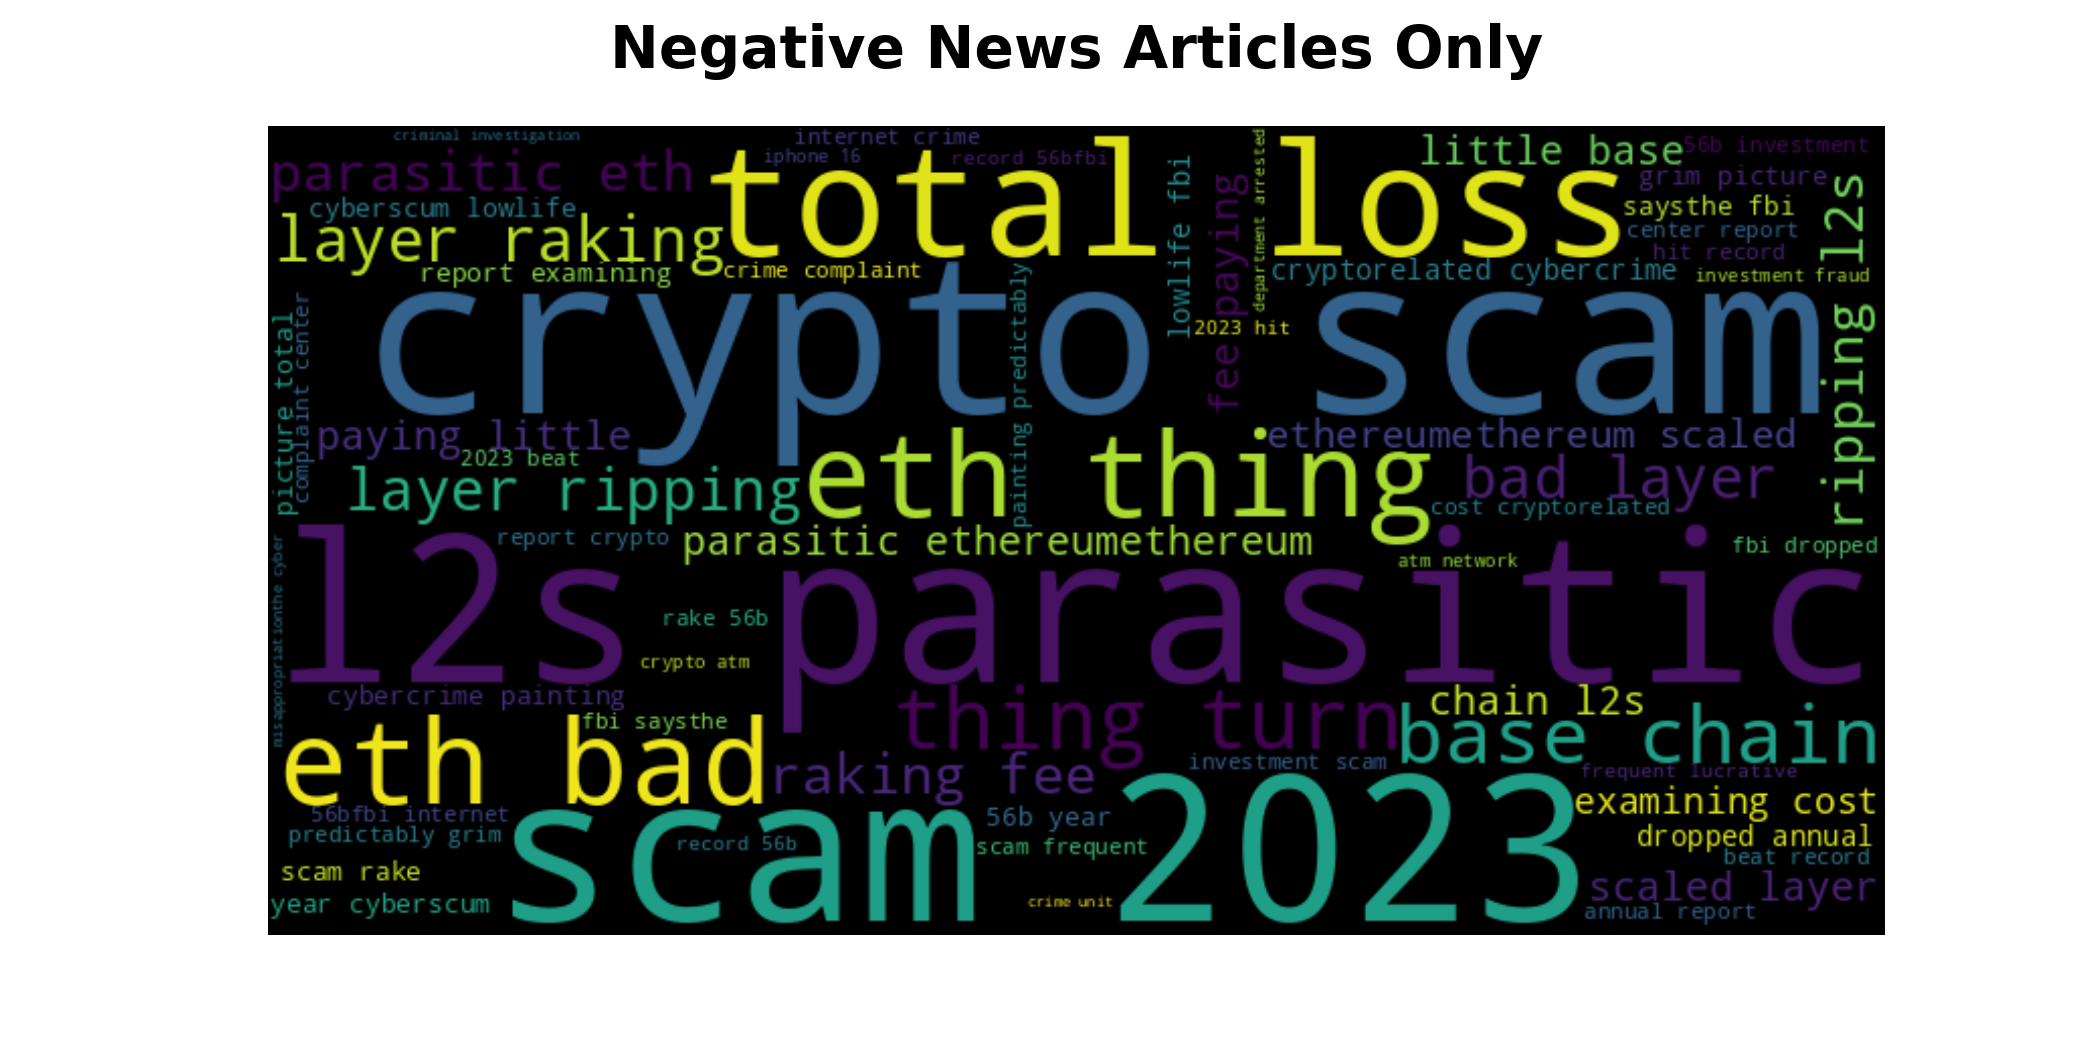 Negative News Articles Only
criminal investigation
internet crime
iphone 16
record 56bfbi
parasitic eth
total loss
little base
56b investment
grim picture
cyberscum lowlife
saysthe fbi
layer raking
center report
hit record
report examining
crime complaint
lowlife fbi
fee paying
department arrested
cryptorelated cybercrime
investment fraud
l2s ripping
crypto scam
2023 hit
picture total
complaint center
painting predictably
paying little
2023 beat
ethereumethereum scaled
layer ripping
eth thing
bad layer
cost cryptorelated
report crypto
parasitic ethereumethereum
fbi dropped
atm network
l2s parasitic
misappropriationthe cyber
rake 56b
crypto atm
cybercrime painting
fbi saysthe
thing turn
chain l2s
base chain
eth bad
raking fee
investment scam
frequent lucrative
56bfbi internet
scam 2023
56b year
examining cost
predictably grim
record 56b
scam frequent
dropped annual
beat record
scam rake
scaled layer
year cyberscum
crime unit
annual report